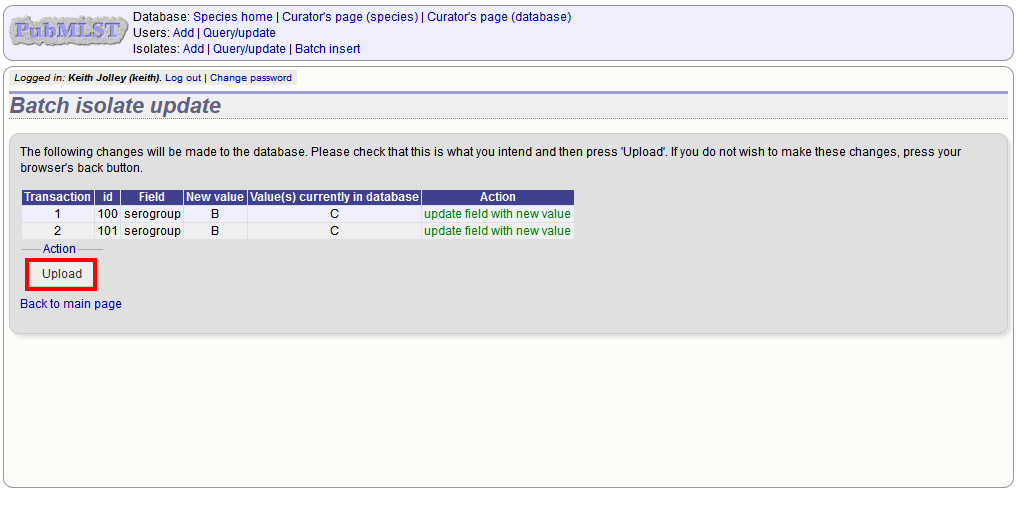 PubMLST
Database: Species home | Curator's page (species) | Curator's page (database)
Users: Add | Query/update
Isolates: Add | Query/update | Batch insert
Logged in: Keith Jolley (keith). Log out | Change password
Batch isolate update
The following changes will be made to the database. Please check that this is what you intend and then press 'Upload'. If you do not wish to make these changes, press your
browser's back button.
Transaction id Field New value Value(s) currently in database Action
1 100 serogroup B C update field with new value
2 101 serogroup B C update field with new value
Action
Upload
Back to main page